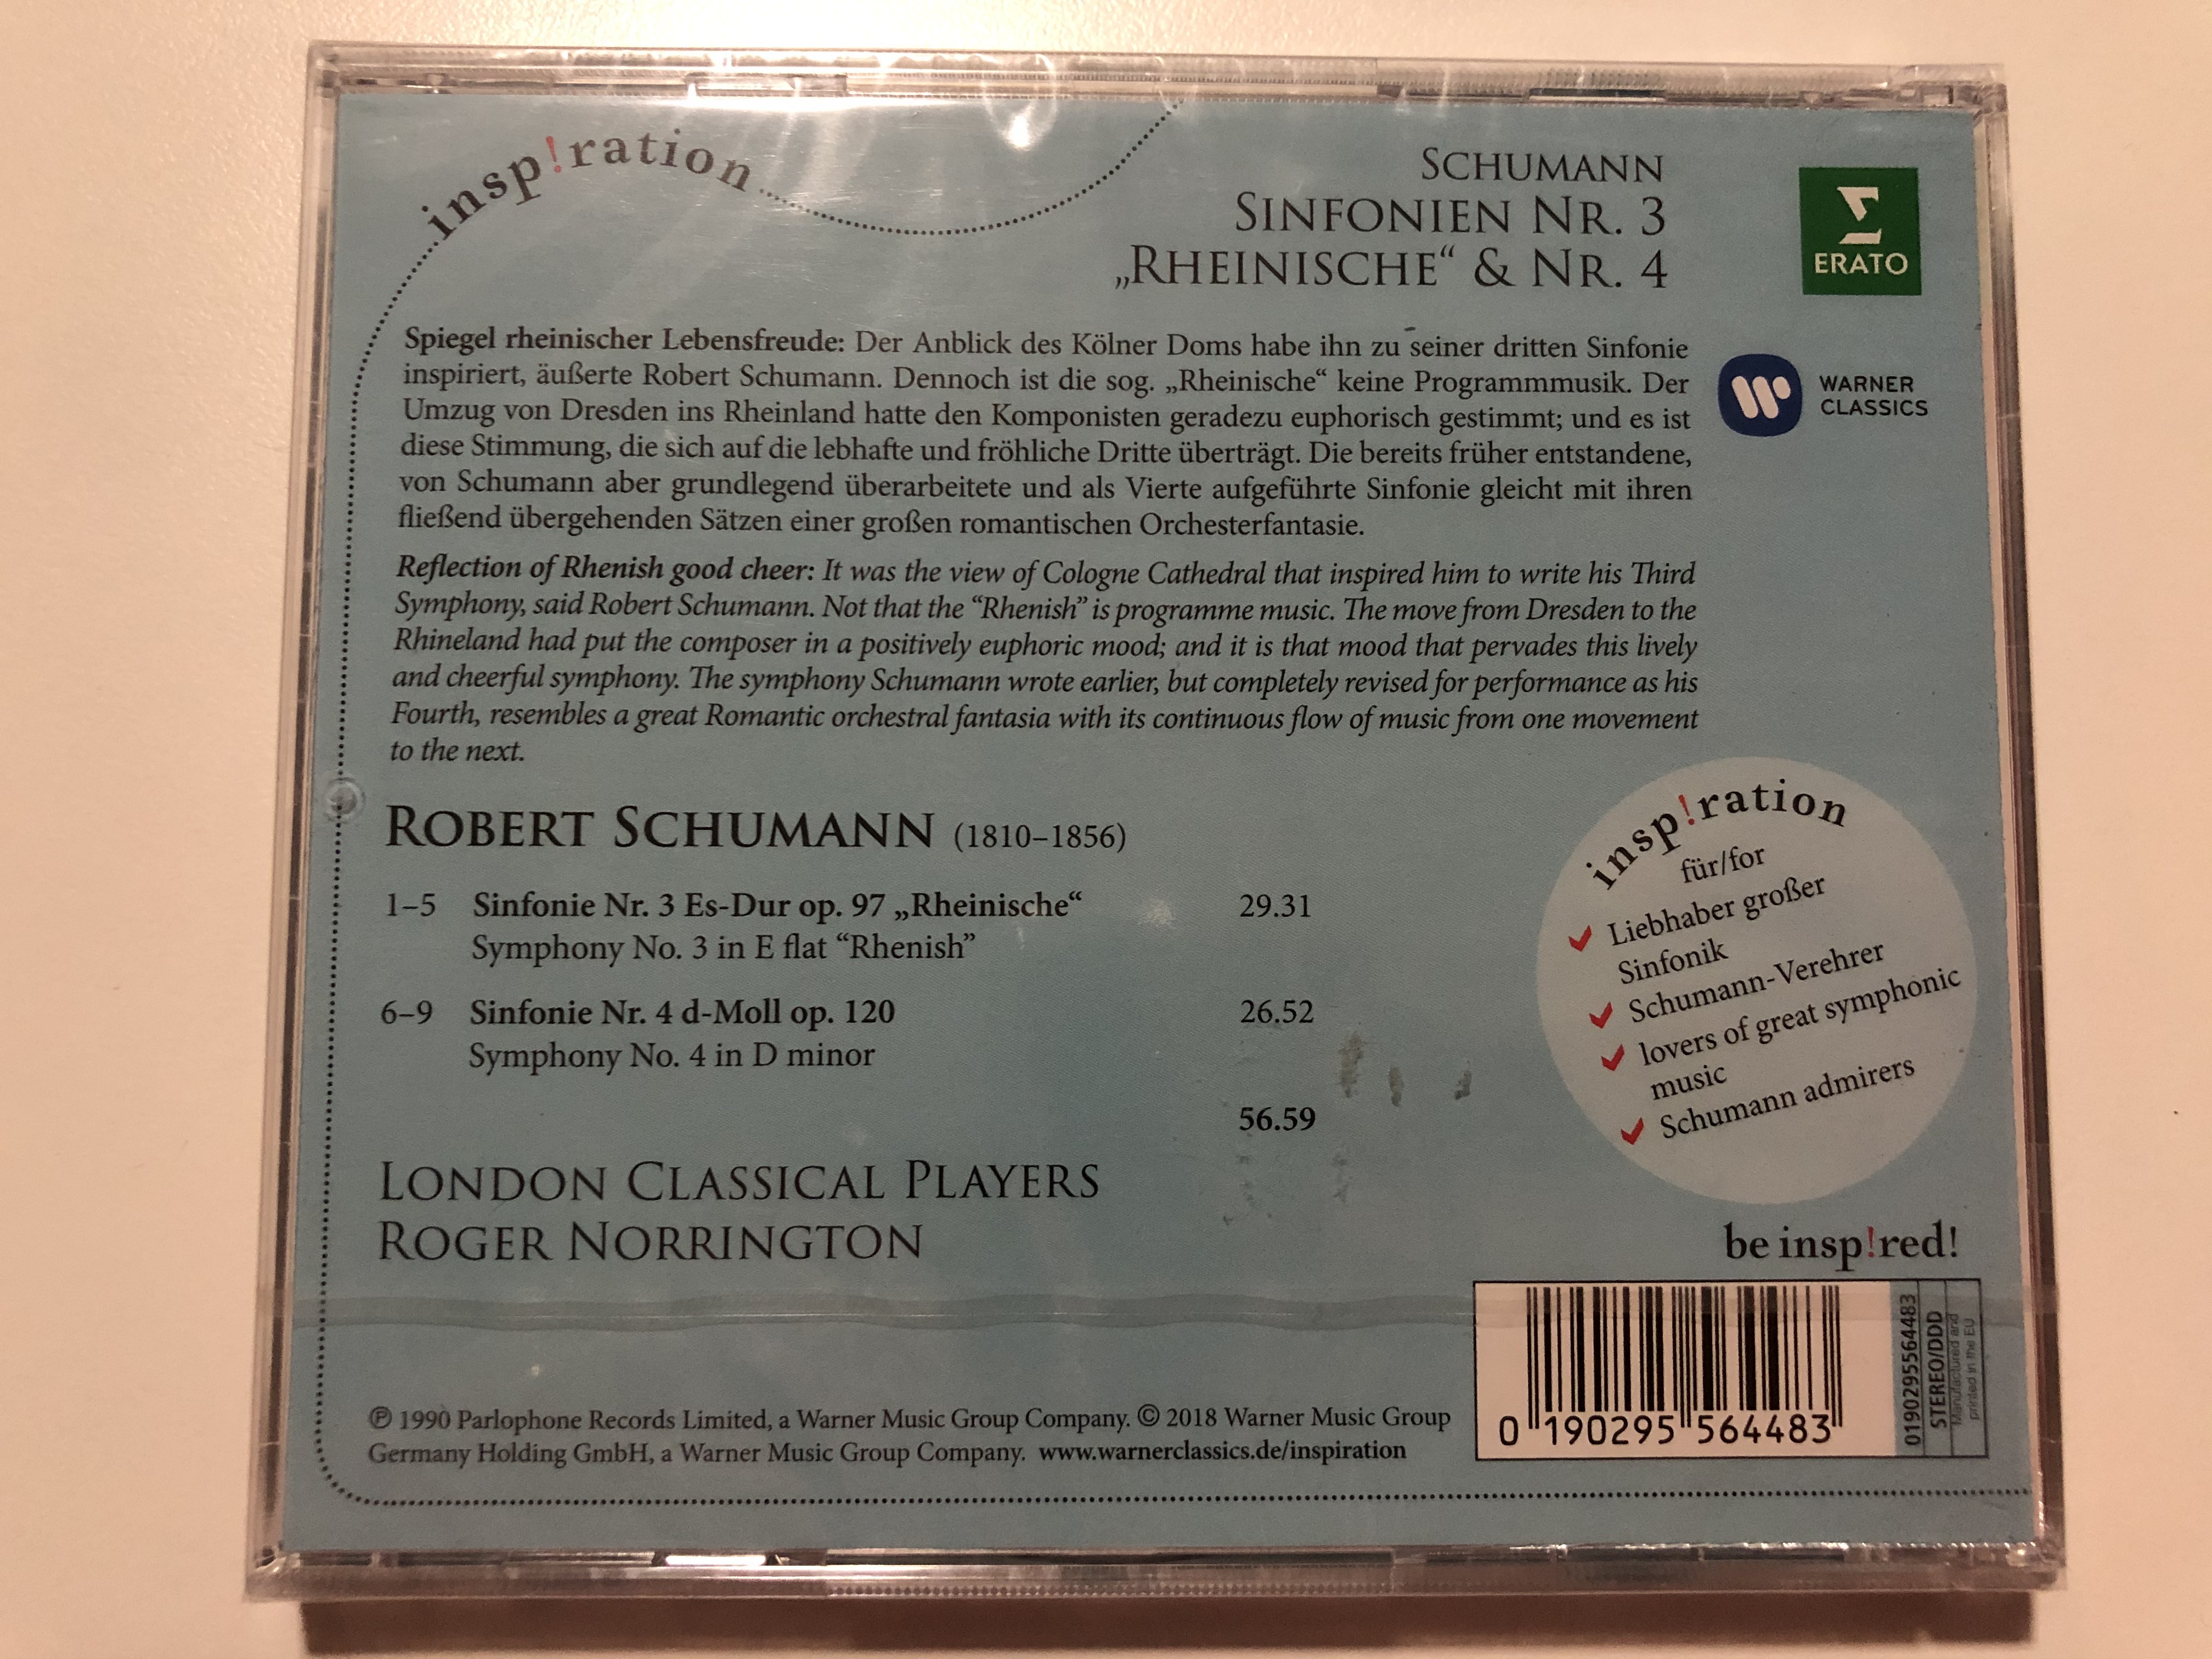 insp!ration
SCHUMANN
SINFONIEN NR. 3
„RHEINISCHE“ & NR. 4
ERATO
WARNER
CLASSICS
Spiegel rheinischer Lebensfreude: Der Anblick des Kölner Doms habe ihn zu seiner dritten Sinfonie
inspiriert, äußerte Robert Schumann. Dennoch ist die sog. „Rheinische“ keine Programmmusik. Der
Umzug von Dresden ins Rheinland hatte den Komponisten geradezu euphorisch gestimmt; und es ist
diese Stimmung, die sich auf die lebhafte und fröhliche Dritte überträgt. Die bereits früher entstandene,
von Schumann aber grundlegend überarbeitete und als Vierte aufgeführte Sinfonie gleicht mit ihren
fließend übergehenden Sätzen einer großen romantischen Orchesterfantasie.
Reflection of Rhenish good cheer: It was the view of Cologne Cathedral that inspired him to write his Third
Symphony, said Robert Schumann. Not that the “Rhenish” is programme music. The move from Dresden to the
Rhineland had put the composer in a positively euphoric mood; and it is that mood that pervades this lively
and cheerful symphony. The symphony Schumann wrote earlier, but completely revised for performance as his
Fourth, resembles a great Romantic orchestral fantasia with its continuous flow of music from one movement
to the next.
ROBERT SCHUMANN (1810–1856)
1–5 Sinfonie Nr. 3 Es-Dur op. 97 „Rheinische“ 29.31
Symphony No. 3 in E flat “Rhenish”
6–9 Sinfonie Nr. 4 d-Moll op. 120 26.52
Symphony No. 4 in D minor
56.59
LONDON CLASSICAL PLAYERS
ROGER NORRINGTON
insp!ration
für/for
Liebhaber großer
Sinfonik
Schumann-Verehrer
lovers of great symphonic
music
Schumann admirers
be insp!red!
℗ 1990 Parlophone Records Limited, a Warner Music Group Company. © 2018 Warner Music Group
Germany Holding GmbH, a Warner Music Group Company. www.warnerclassics.de/inspiration
0 190295 564483
0190295564483
STEREO/DDD
Manufactured and
printed in the EU